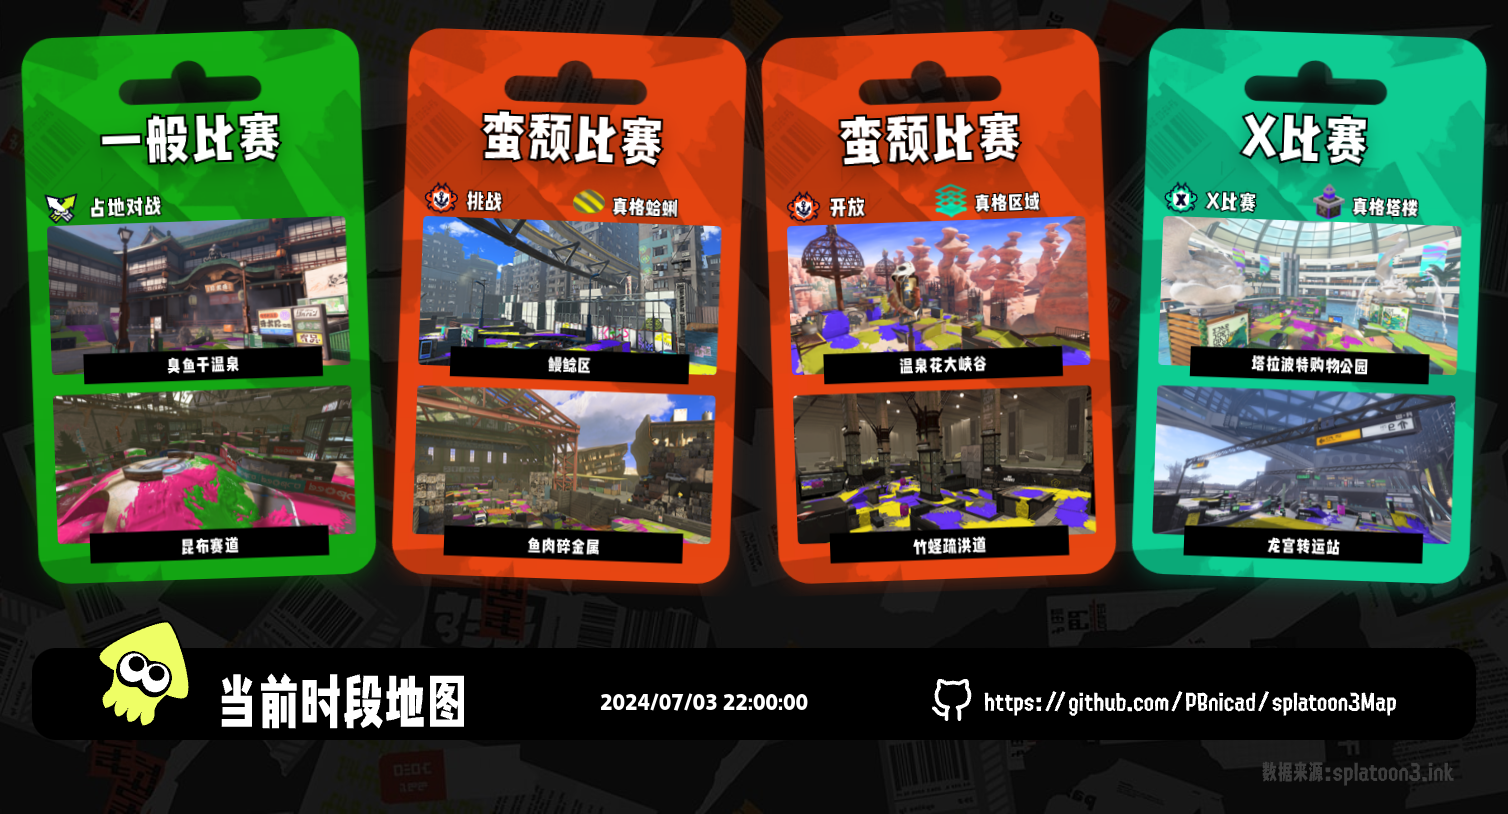 一般比赛
占地对战
臭鱼干温泉
昆布赛道
蛮颓比赛
挑战
真格蛤蜊
鳗鲶区
鱼肉碎金属
蛮颓比赛
开放
真格区域
温泉花大峡谷
竹蛏疏洪道
X比赛
X比赛
真格塔楼
塔拉波特购物公园
龙宫转运站
当前时段地图
2024/07/03 22:00:00
https://github.com/PBnicad/splatoon3Map
数据来源:splatoon3.ink